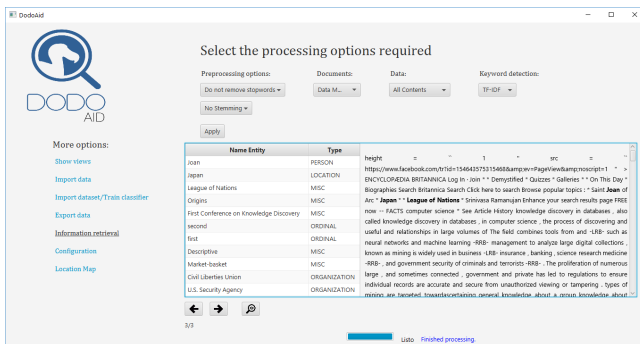 DodoAid
DODO
AID
More options:
Show views
Import data
Import dataset/Train classifier
Export data
Information retrieval
Configuration
Location Map
Select the processing options required
Preprocessing options:
Documents:
Data:
Keyword detection:
Do not remove stopwords
Data M...
All Contents
TF-IDF
No Stemming
Apply
Name Entity Type
Joan PERSON
Japan LOCATION
League of Nations MISC
Origins MISC
First Conference on Knowledge Discovery MISC
second ORDINAL
first ORDINAL
Descriptive MISC
Market-basket MISC
Civil Liberties Union ORGANIZATION
U.S. Security Agency ORGANIZATION
height = " 1 " src = "
https://www.facebook.com/tr?id=1546435753154688&amp;ev=PageView&amp;noscript=1 " >
ENCYCLOPÆDIA BRITANNICA Log In · Join " " Demystified " Quizzes " Galleries " " On This Day "
Biographies Search Britannica Search Click here to search Browse popular topics : " Saint Joan of
Arc " Japan " " League of Nations " Srinivasa Ramanujan Enhance your search results page FREE
now -- FACTS computer science " See Article History knowledge discovery in databases , also
called knowledge discovery in databases , in computer science , the process of discovering and
useful and relationships in large volumes of The field combines tools from and -LRB- such as
neural networks and machine learning -RRB- management to analyze large digital collections ,
known as mining is widely used in business -LRB- insurance , banking , science research medicine
-RRB- , and government security of criminals and terrorists -RRB- . The proliferation of numerous
large , and sometimes connected , government and private has led to regulations to ensure
individual records are accurate and secure from unauthorized viewing or tampering . types of
mining are targeted towardascertaining general knowledge about a group knowledge about
3/3
Listo Finished processing.